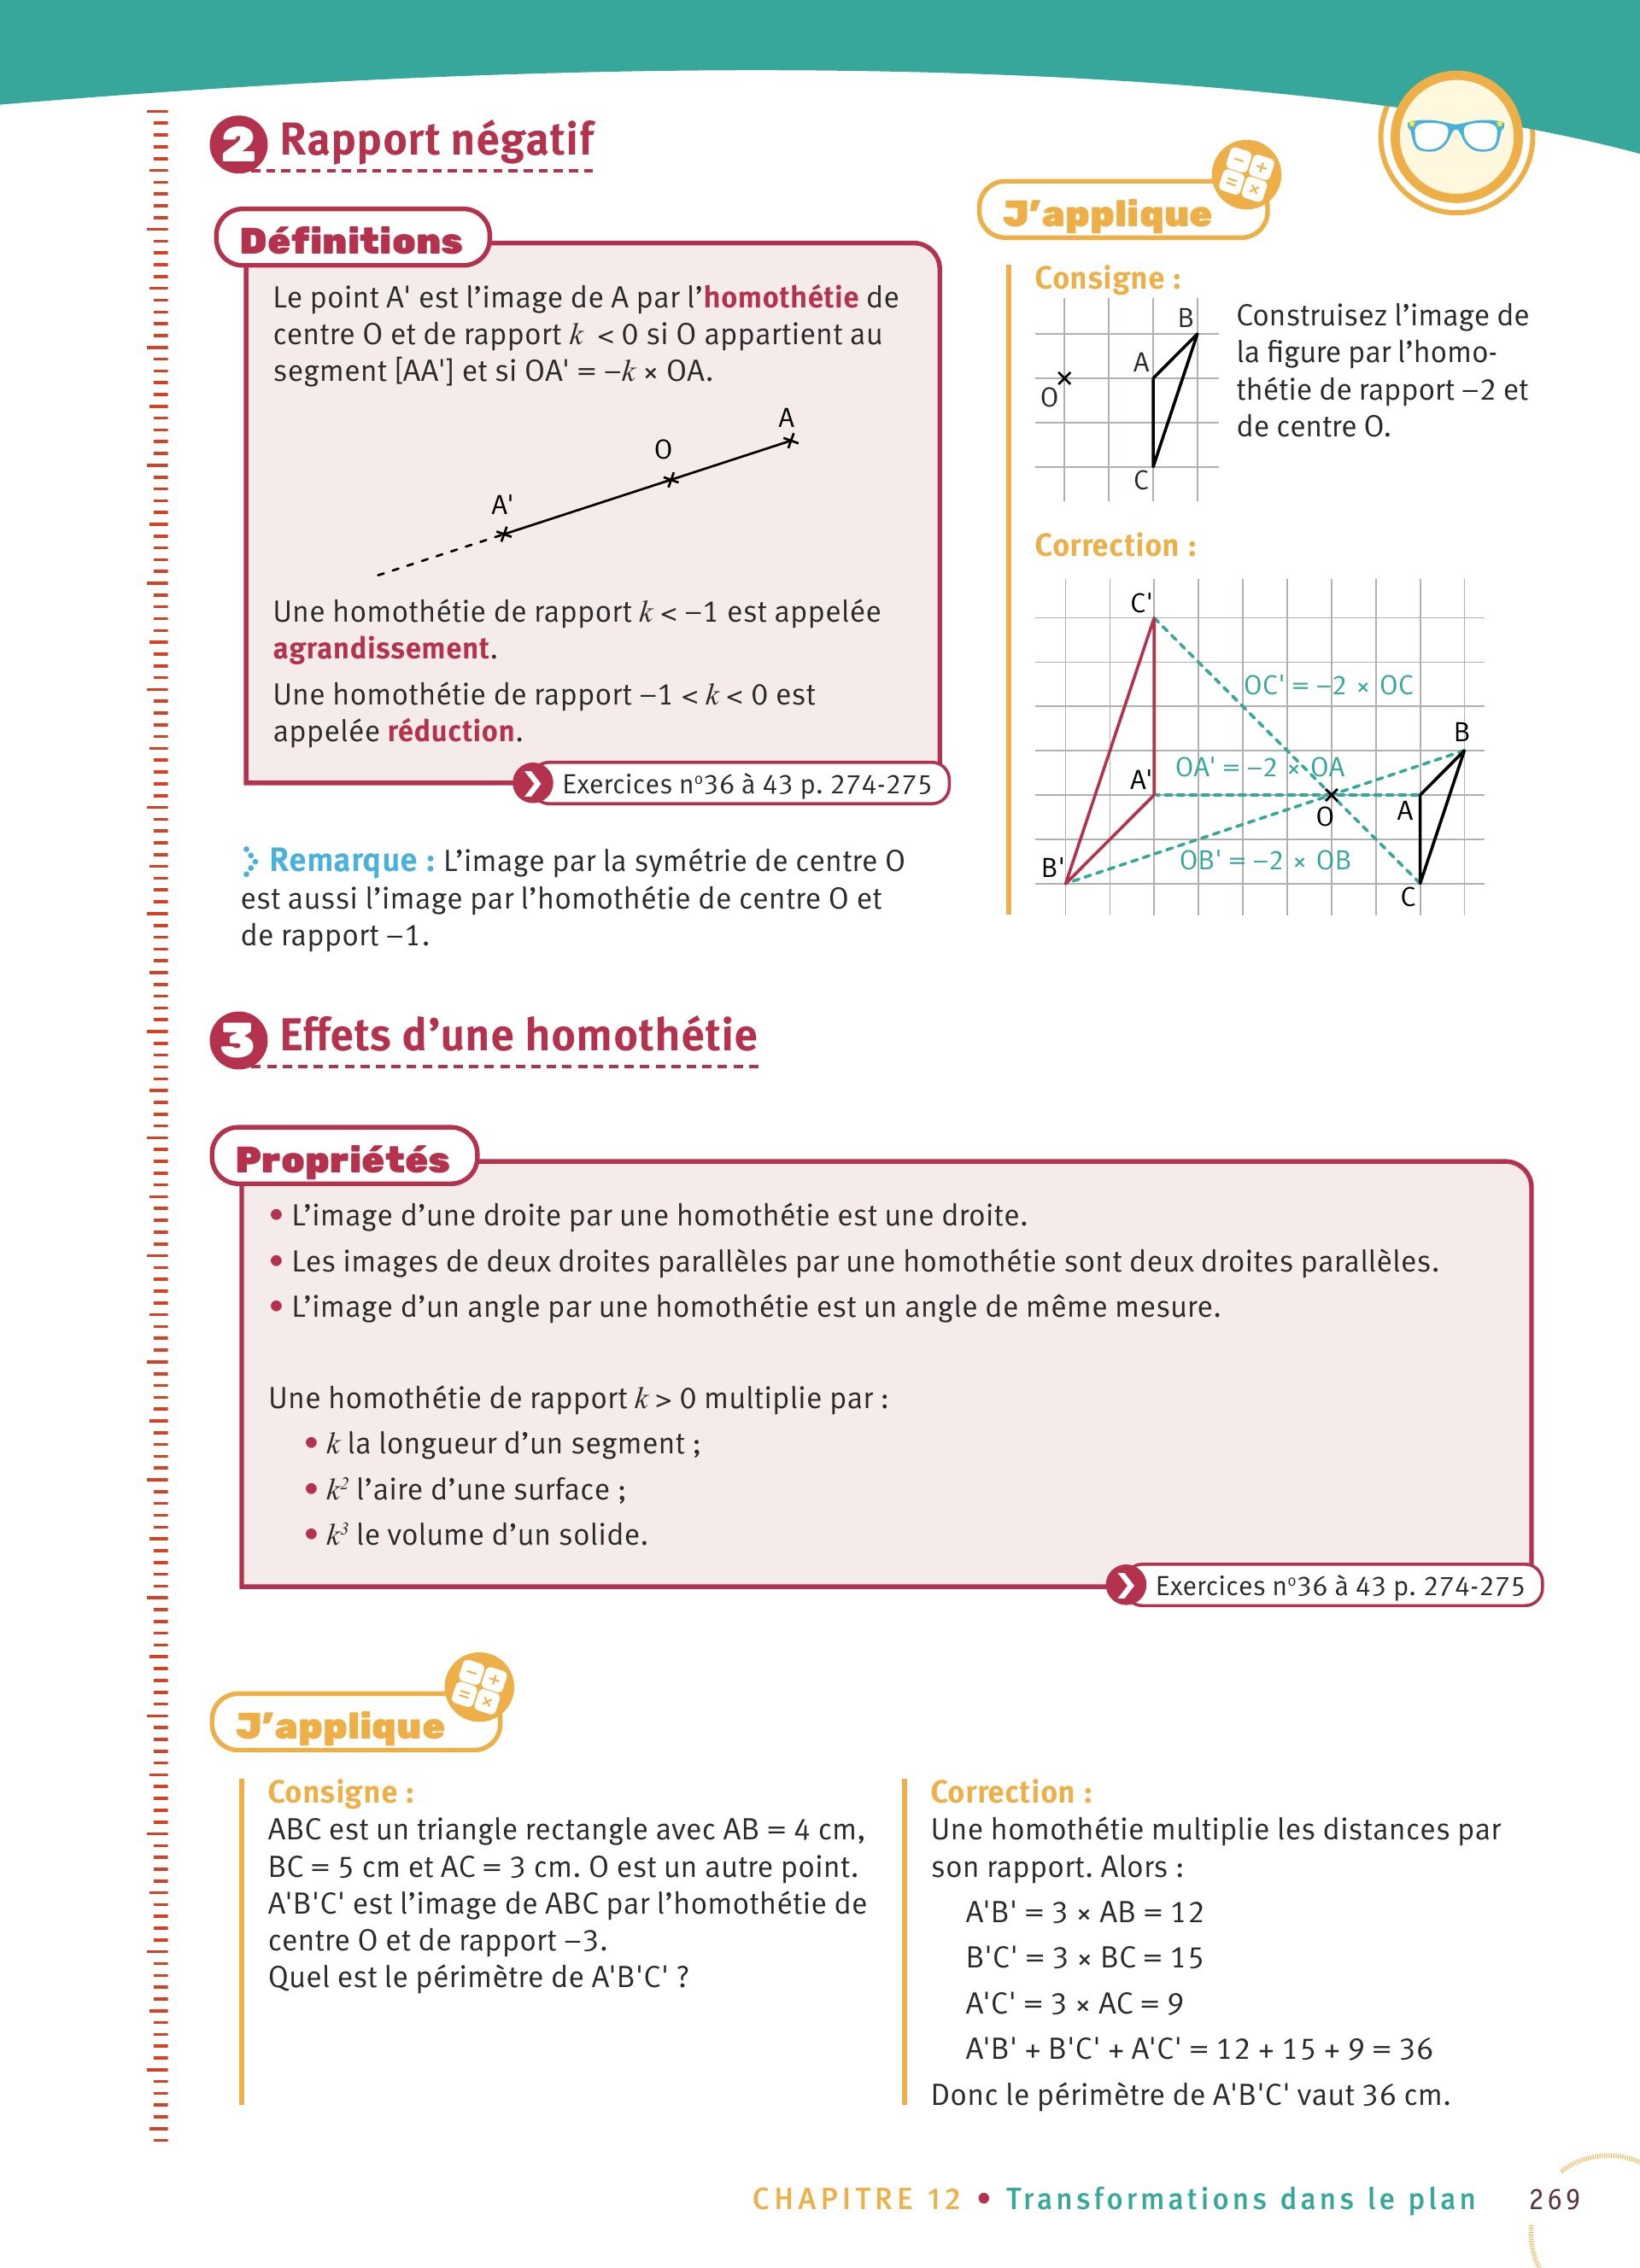 2 Rapport négatif
Définitions
Le point A' est l'image de A par l'homothétie de
centre O et de rapport k < 0 si O appartient au
segment [AA'] et si OA' = –k × OA.
A
O
A'
Une homothétie de rapport k < –1 est appelée
agrandissement.
Une homothétie de rapport –1 < k < 0 est
appelée réduction.
Exercices nº36 à 43 p. 274-275
Remarque : L'image par la symétrie de centre O
est aussi l'image par l'homothétie de centre O et
de rapport –1.
J'applique
Consigne :
B
A
O
C
Construisez l'image de
la figure par l'homo-
thétie de rapport –2 et
de centre O.
Correction :
C'
OC' = –2 × OC
B
OA' = –2 × OA
A'
O
A
B'
OB' = –2 × OB
C
3 Effets d'une homothétie
Propriétés
• L'image d'une droite par une homothétie est une droite.
• Les images de deux droites parallèles par une homothétie sont deux droites parallèles.
• L'image d'un angle par une homothétie est un angle de même mesure.
Une homothétie de rapport k > 0 multiplie par :
• k la longueur d'un segment ;
• k² l'aire d'une surface ;
• k³ le volume d'un solide.
Exercices nº36 à 43 p. 274-275
J'applique
Consigne :
ABC est un triangle rectangle avec AB = 4 cm,
BC = 5 cm et AC = 3 cm. O est un autre point.
A'B'C' est l'image de ABC par l'homothétie de
centre O et de rapport –3.
Quel est le périmètre de A'B'C' ?
Correction :
Une homothétie multiplie les distances par
son rapport. Alors :
A'B' = 3 × AB = 12
B'C' = 3 × BC = 15
A'C' = 3 × AC = 9
A'B' + B'C' + A'C' = 12 + 15 + 9 = 36
Donc le périmètre de A'B'C' vaut 36 cm.
CHAPITRE 12 • Transformations dans le plan 269